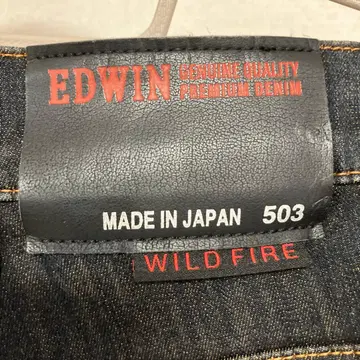 EDWIN GENUINE QUALITY
PREMIUM DENIM
MADE IN JAPAN 503
WILD FIRE